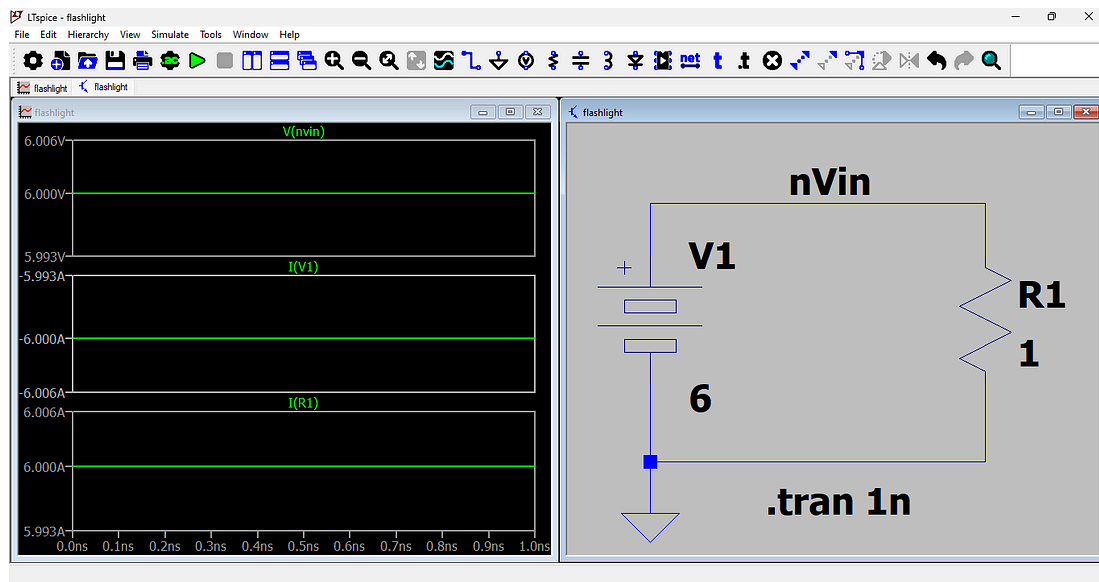 LTspice - flashlight
File Edit Hierarchy View Simulate Tools Window Help
.ac
net t .t
flashlight flashlight
flashlight
V(nvin)
6.006V
6.000V
5.993V
I(V1)
-5.993A
-6.000A
-6.006A
I(R1)
6.006A
6.000A
5.993A
0.0ns 0.1ns 0.2ns 0.3ns 0.4ns 0.5ns 0.6ns 0.7ns 0.8ns 0.9ns 1.0ns
flashlight
nVin
V1
R1
1
6
.tran 1n